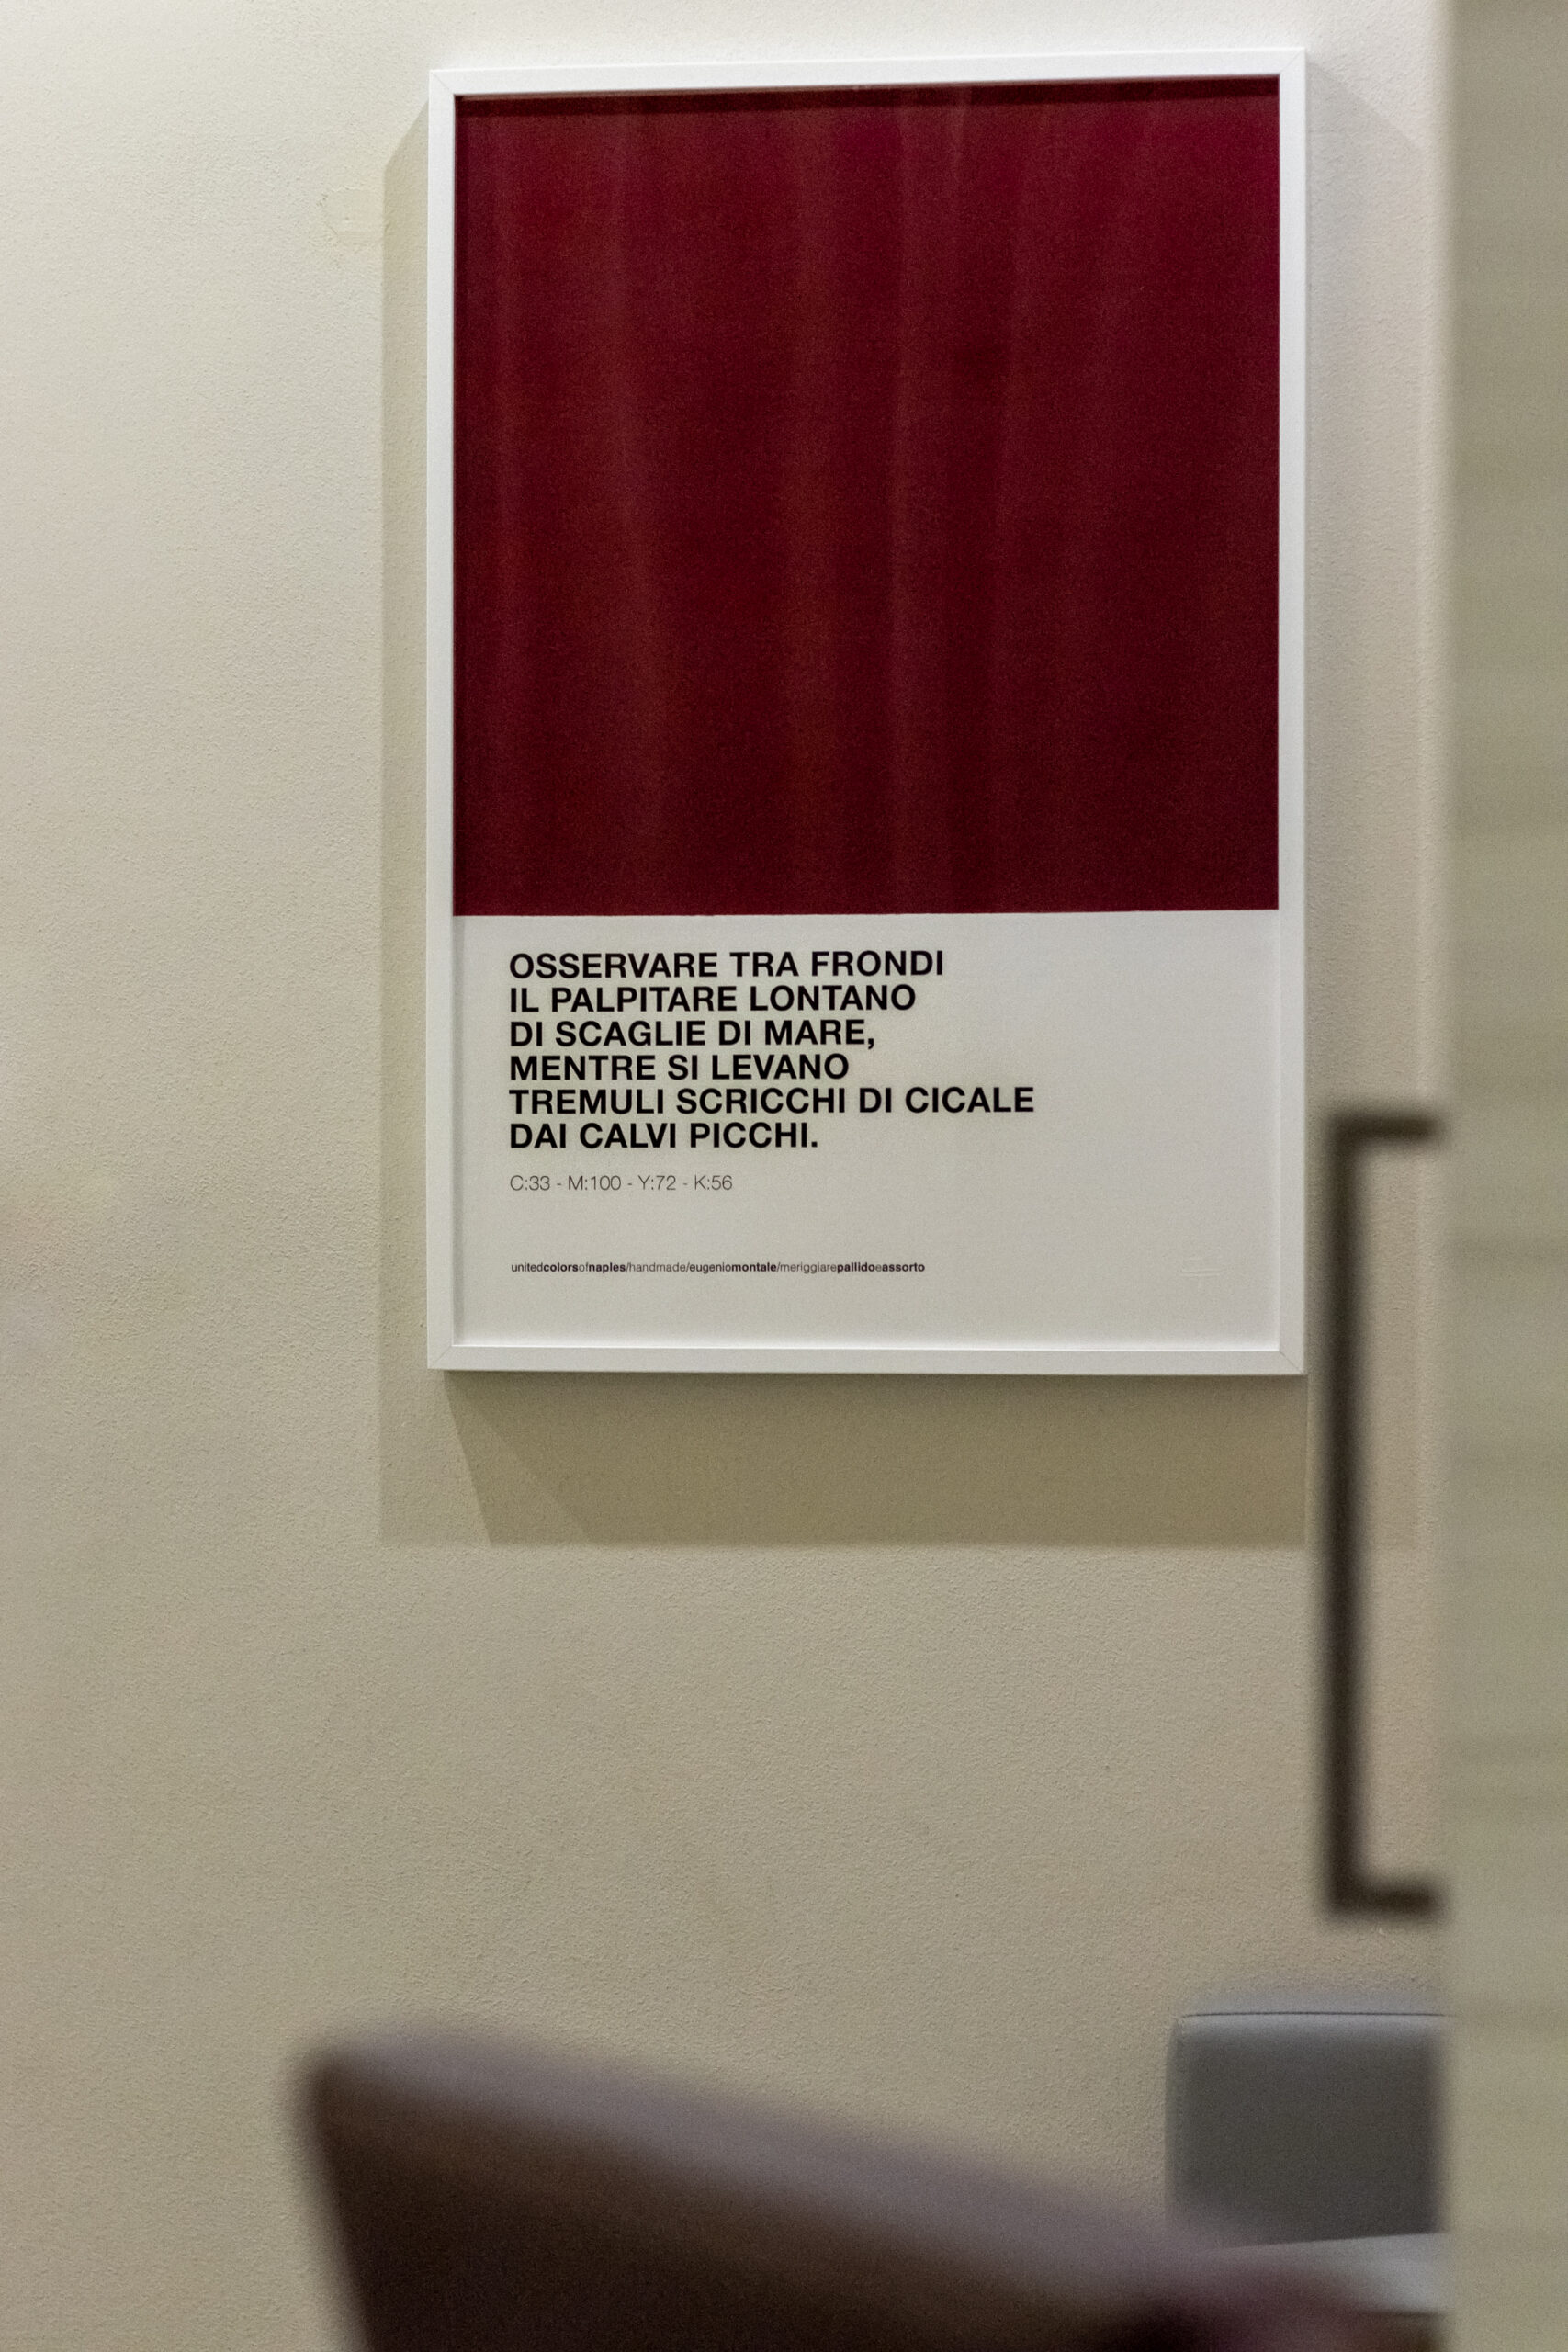 OSSERVARE TRA FRONDI
IL PALPITARE LONTANO
DI SCAGLIE DI MARE,
MENTRE SI LEVANO
TREMULI SCRICCHI DI CICALE
DAI CALVI PICCHI.
C:33 - M:100 - Y:72 - K:56
unitedcolorsofnaples/handmade/eugeniomontale/meriggiarepallidoeassorto